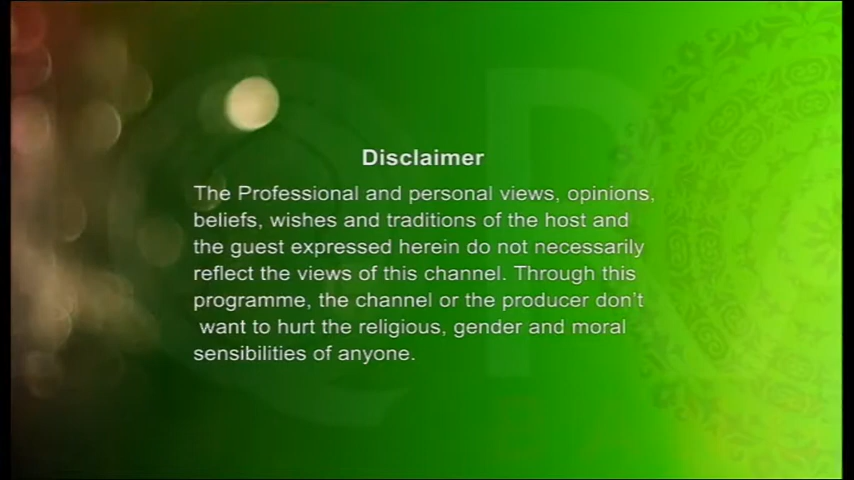 Disclaimer
The Professional and personal views, opinions,
beliefs, wishes and traditions of the host and
the guest expressed herein do not necessarily
reflect the views of this channel. Through this
programme, the channel or the producer don't
want to hurt the religious, gender and moral
sensibilities of anyone.